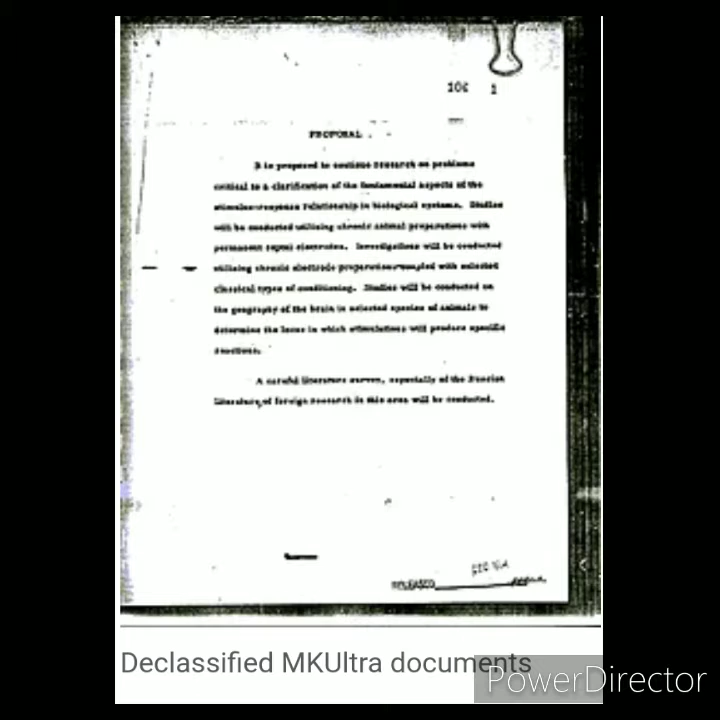 106 1
PROPOSAL
It is proposed to continue research on problems
critical to a clarification of the fundamental aspects of the
stimulus-response relationship in biological systems. Studies
will be conducted utilizing chronic animal preparations with
permanent septal electrodes. Investigations will be conducted
utilizing chronic electrode preparations coupled with selected
classical types of conditioning. Studies will be conducted on
the geography of the brain in selected species of animals to
determine the locus in which stimulations will produce specific
reactions.
A careful literature survey, especially of the Russian
literature, of foreign research in this area will be conducted.
Declassified MKUltra documents
PowerDirector